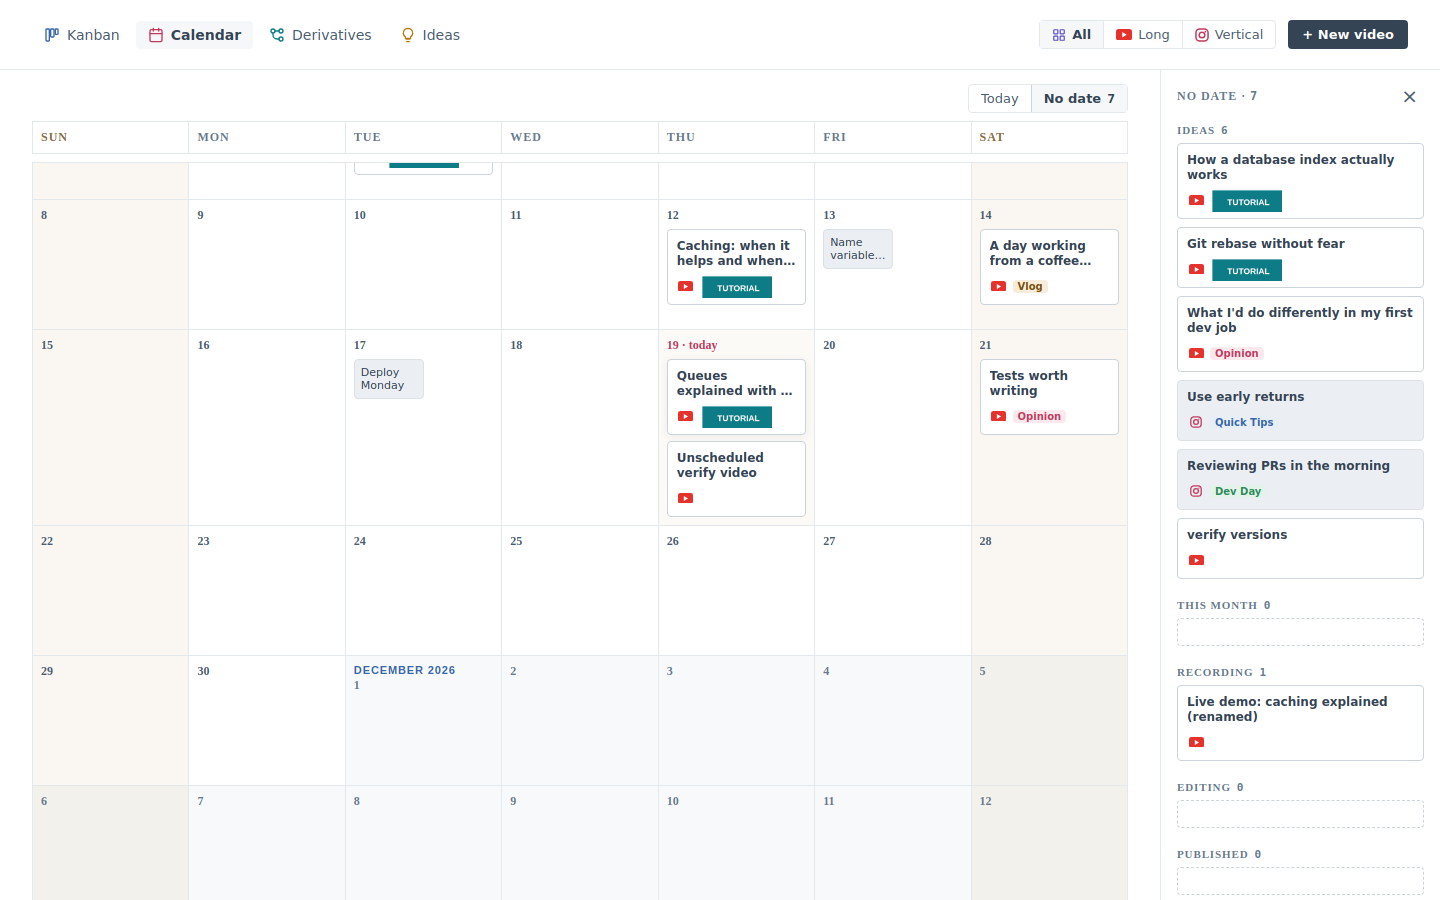 Kanban
Calendar
Derivatives
Ideas
All
Long
Vertical
+ New video
Today
No date 7
SUN
MON
TUE
WED
THU
FRI
SAT
8
9
10
11
12
Caching: when it
helps and when...
TUTORIAL
13
Name
variable...
14
A day working
from a coffee...
Vlog
15
16
17
Deploy
Monday
18
19 · today
Queues
explained with ...
TUTORIAL
Unscheduled
verify video
20
21
Tests worth
writing
Opinion
22
23
24
25
26
27
28
29
30
DECEMBER 2026
1
2
3
4
5
6
7
8
9
10
11
12
NO DATE · 7
IDEAS 6
How a database index actually
works
TUTORIAL
Git rebase without fear
TUTORIAL
What I'd do differently in my first
dev job
Opinion
Use early returns
Quick Tips
Reviewing PRs in the morning
Dev Day
verify versions
THIS MONTH 0
RECORDING 1
Live demo: caching explained
(renamed)
EDITING 0
PUBLISHED 0